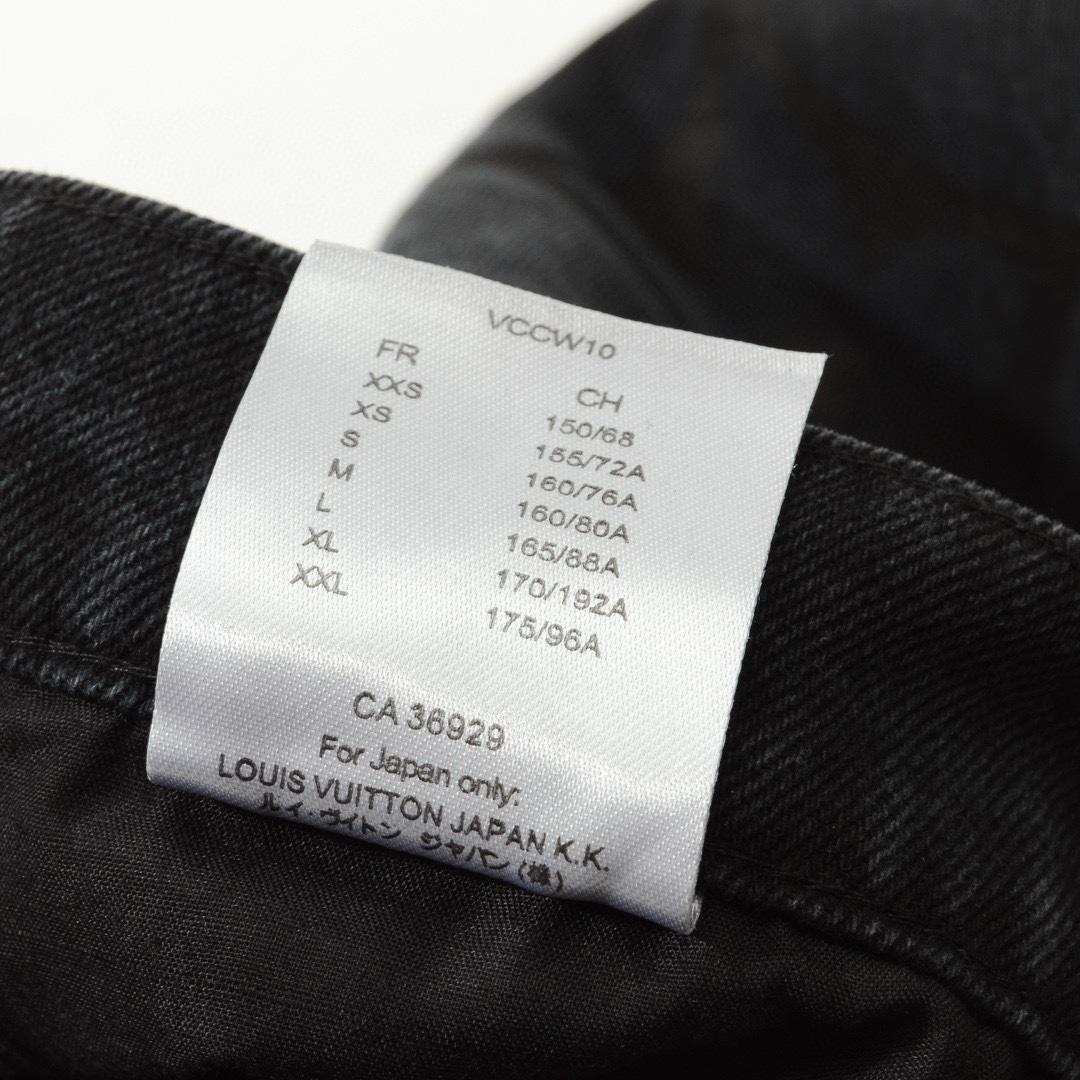 VCCW10
FR CH
XXS 150/68
XS 155/72A
S 160/76A
M 160/80A
L 165/88A
XL 170/192A
XXL 175/96A
CA 36929
For Japan only:
LOUIS VUITTON JAPAN K.K.
ルイ・ヴィトン ジャパン (株)